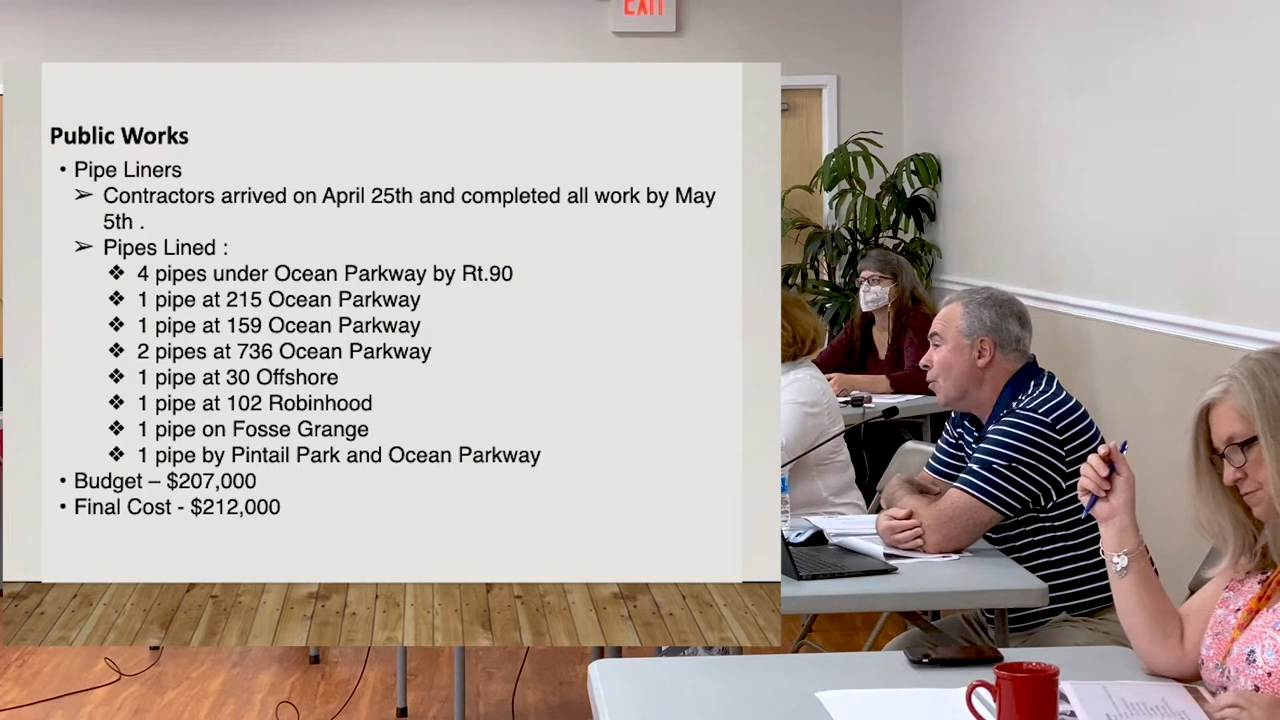 EXIT
Public Works
• Pipe Liners
➢ Contractors arrived on April 25th and completed all work by May
5th .
➢ Pipes Lined :
❖ 4 pipes under Ocean Parkway by Rt.90
❖ 1 pipe at 215 Ocean Parkway
❖ 1 pipe at 159 Ocean Parkway
❖ 2 pipes at 736 Ocean Parkway
❖ 1 pipe at 30 Offshore
❖ 1 pipe at 102 Robinhood
❖ 1 pipe on Fosse Grange
❖ 1 pipe by Pintail Park and Ocean Parkway
• Budget – $207,000
• Final Cost - $212,000